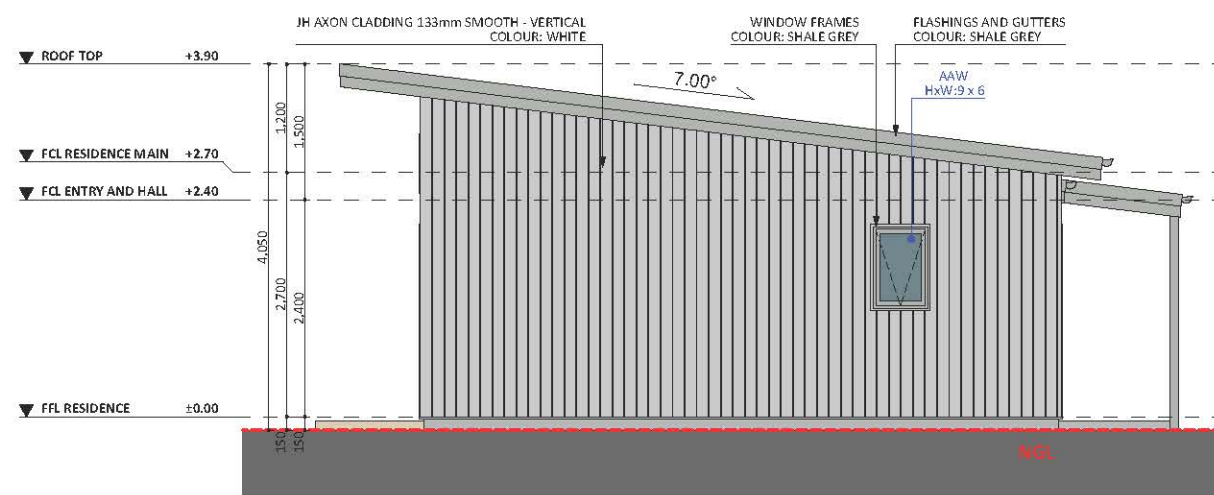 JH AXON CLADDING 133mm SMOOTH - VERTICAL
COLOUR: WHITE
WINDOW FRAMES
COLOUR: SHALE GREY
FLASHINGS AND GUTTERS
COLOUR: SHALE GREY
ROOF TOP +3.90
AAW
HxW:9 x 6
7.00°
1,200
1,500
FCL RESIDENCE MAIN +2.70
FCL ENTRY AND HALL +2.40
4,050
2,700
2,400
FFL RESIDENCE ±0.00
150
150
NGL